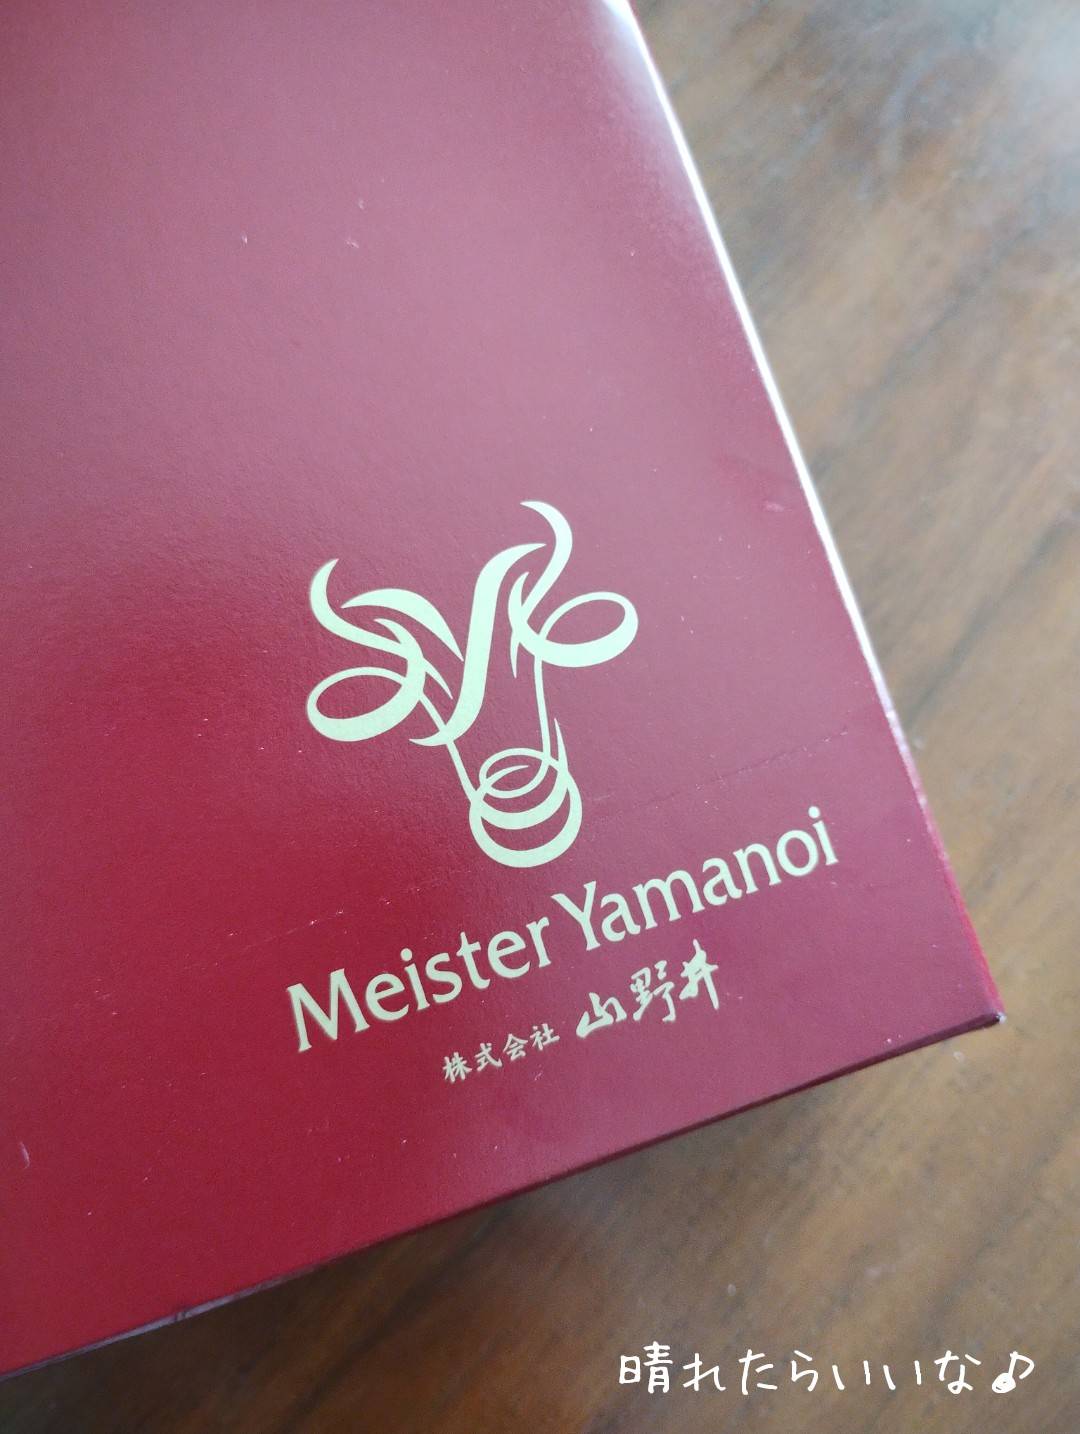 Meister Yamanoi
株式会社 山野井
晴れたらいいな♪